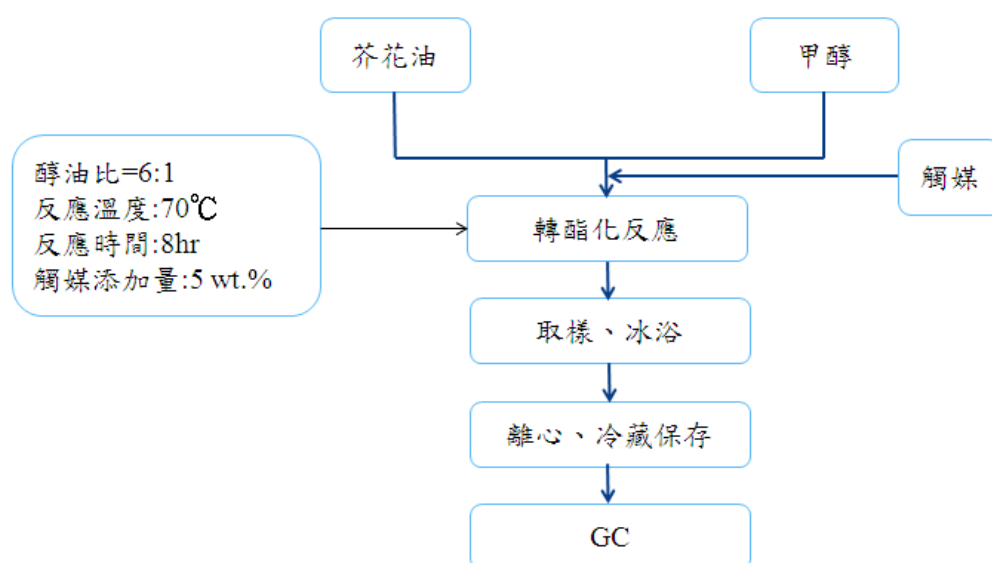 芥花油
甲醇
觸媒
醇油比=6:1
反應溫度:70℃
反應時間:8hr
觸媒添加量:5 wt.%
轉酯化反應
取樣、冰浴
離心、冷藏保存
GC